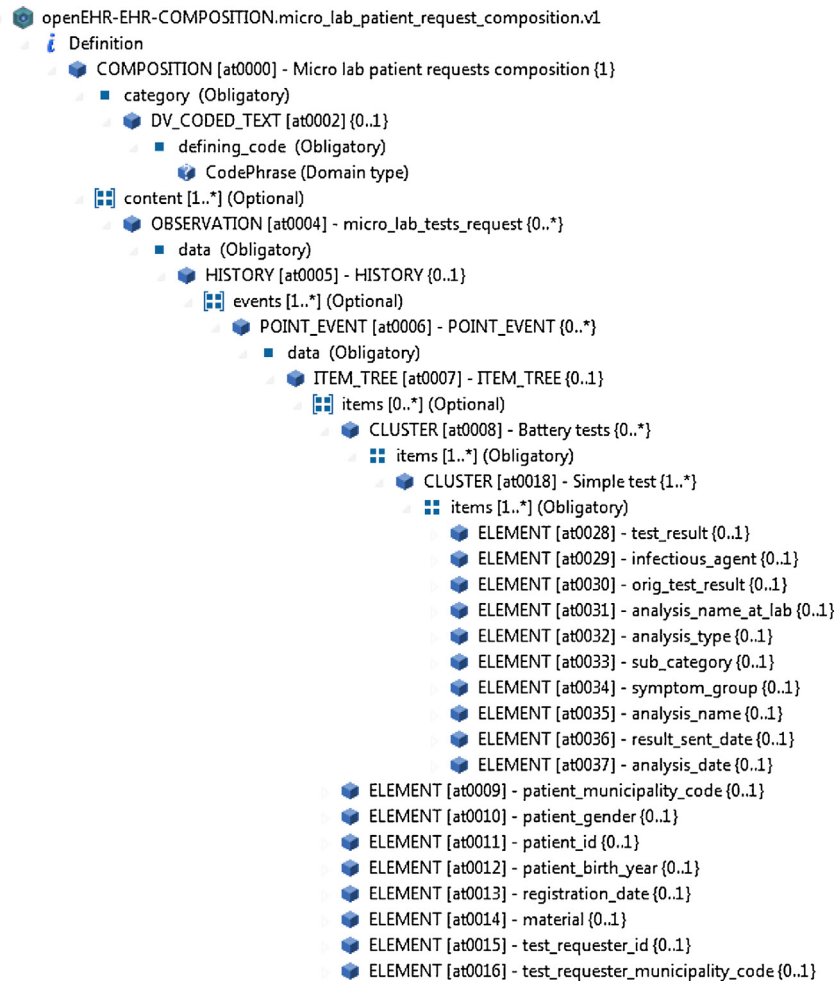 openEHR-EHR-COMPOSITION.micro_lab_patient_request_composition.v1
Definition
COMPOSITION [at0000] - Micro lab patient requests composition {1}
category (Obligatory)
DV_CODED_TEXT [at0002] {0..1}
defining_code (Obligatory)
CodePhrase (Domain type)
content [1..*] (Optional)
OBSERVATION [at0004] - micro_lab_tests_request {0..*}
data (Obligatory)
HISTORY [at0005] - HISTORY {0..1}
events [1..*] (Optional)
POINT_EVENT [at0006] - POINT_EVENT {0..*}
data (Obligatory)
ITEM_TREE [at0007] - ITEM_TREE {0..1}
items [0..*] (Optional)
CLUSTER [at0008] - Battery tests {0..*}
items [1..*] (Obligatory)
CLUSTER [at0018] - Simple test {1..*}
items [1..*] (Obligatory)
ELEMENT [at0028] - test_result {0..1}
ELEMENT [at0029] - infectious_agent {0..1}
ELEMENT [at0030] - orig_test_result {0..1}
ELEMENT [at0031] - analysis_name_at_lab {0..1}
ELEMENT [at0032] - analysis_type {0..1}
ELEMENT [at0033] - sub_category {0..1}
ELEMENT [at0034] - symptom_group {0..1}
ELEMENT [at0035] - analysis_name {0..1}
ELEMENT [at0036] - result_sent_date {0..1}
ELEMENT [at0037] - analysis_date {0..1}
ELEMENT [at0009] - patient_municipality_code {0..1}
ELEMENT [at0010] - patient_gender {0..1}
ELEMENT [at0011] - patient_id {0..1}
ELEMENT [at0012] - patient_birth_year {0..1}
ELEMENT [at0013] - registration_date {0..1}
ELEMENT [at0014] - material {0..1}
ELEMENT [at0015] - test_requester_id {0..1}
ELEMENT [at0016] - test_requester_municipality_code {0..1}